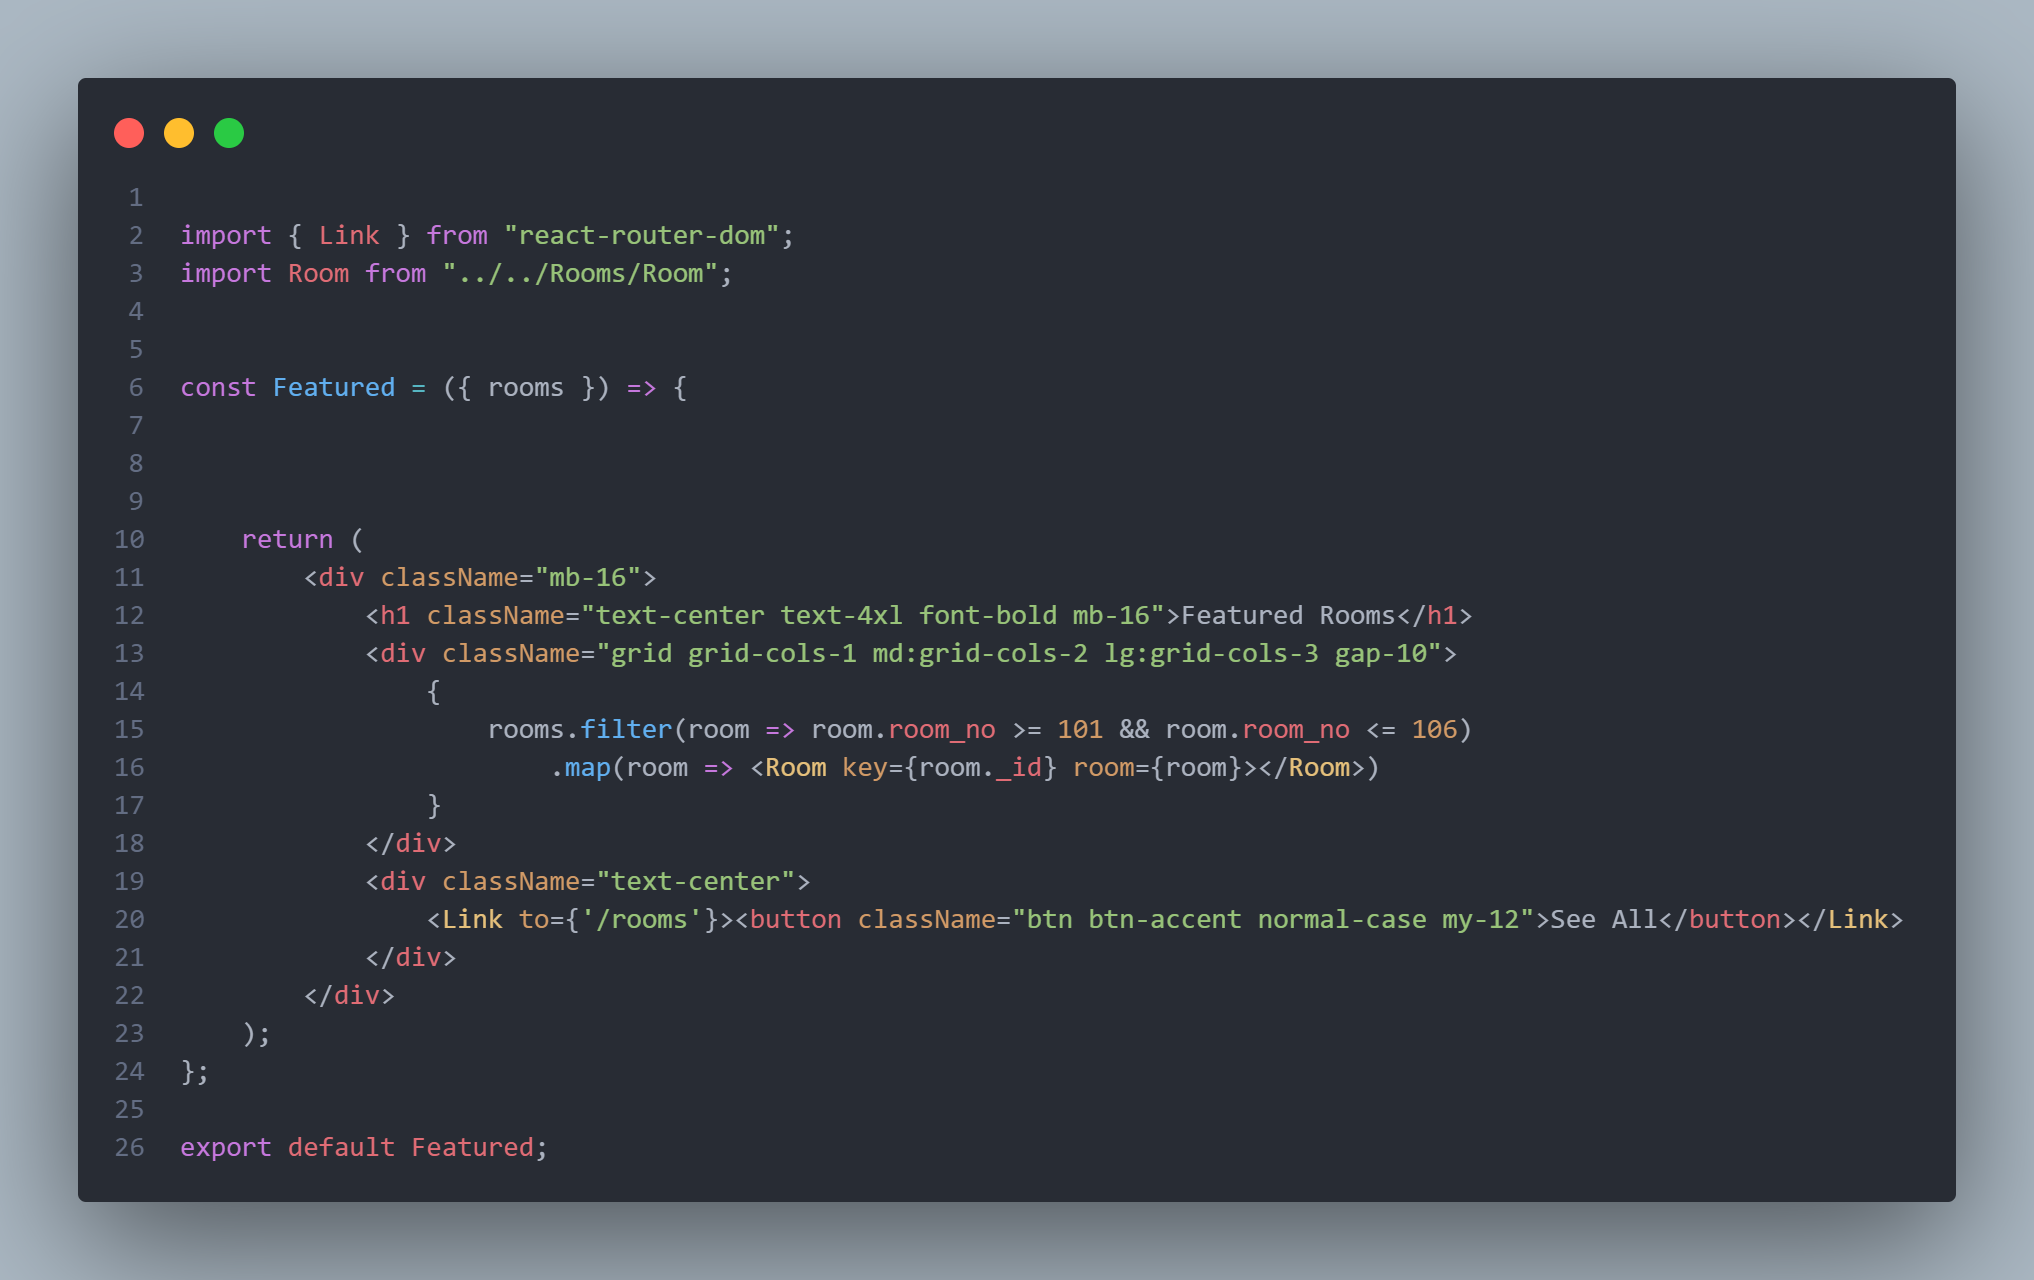 1
2 import { Link } from "react-router-dom";
3 import Room from "../../Rooms/Room";
4
5
6 const Featured = ({ rooms }) => {
7
8
9
10     return (
11         <div className="mb-16">
12             <h1 className="text-center text-4xl font-bold mb-16">Featured Rooms</h1>
13             <div className="grid grid-cols-1 md:grid-cols-2 lg:grid-cols-3 gap-10">
14                 {
15                     rooms.filter(room => room.room_no >= 101 && room.room_no <= 106)
16                         .map(room => <Room key={room._id} room={room}></Room>)
17                 }
18             </div>
19             <div className="text-center">
20                 <Link to={'/rooms'}><button className="btn btn-accent normal-case my-12">See All</button></Link>
21             </div>
22         </div>
23     );
24 };
25
26 export default Featured;